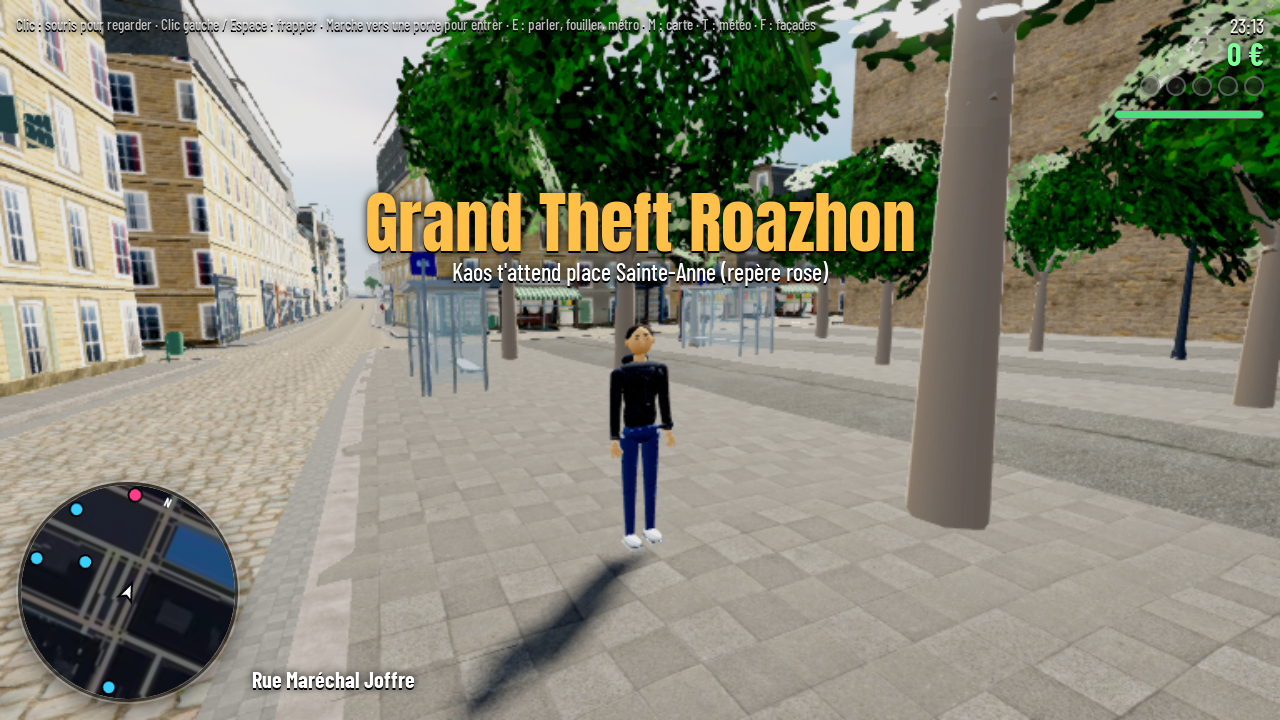 Clic : souris pour regarder · Clic gauche / Espace : frapper · Marche vers une porte pour entrer · E : parler, fouiller, métro · M : carte · T : météo · F : façades
23:13
0 €
Grand Theft Roazhon
Kaos t'attend place Sainte-Anne (repère rose)
N
Rue Maréchal Joffre